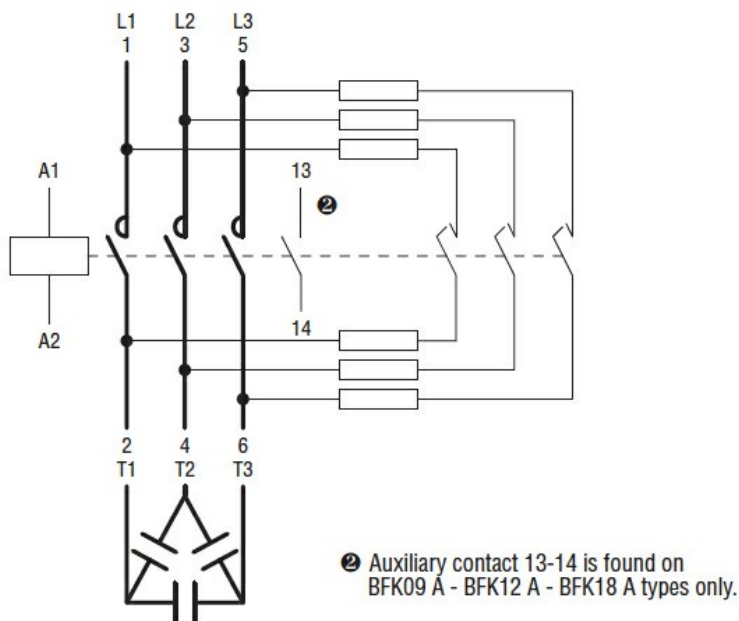 L1 L2 L3
1 3 5
A1
13
❷
14
A2
2 4 6
T1 T2 T3
❷ Auxiliary contact 13-14 is found on
BFK09 A - BFK12 A - BFK18 A types only.